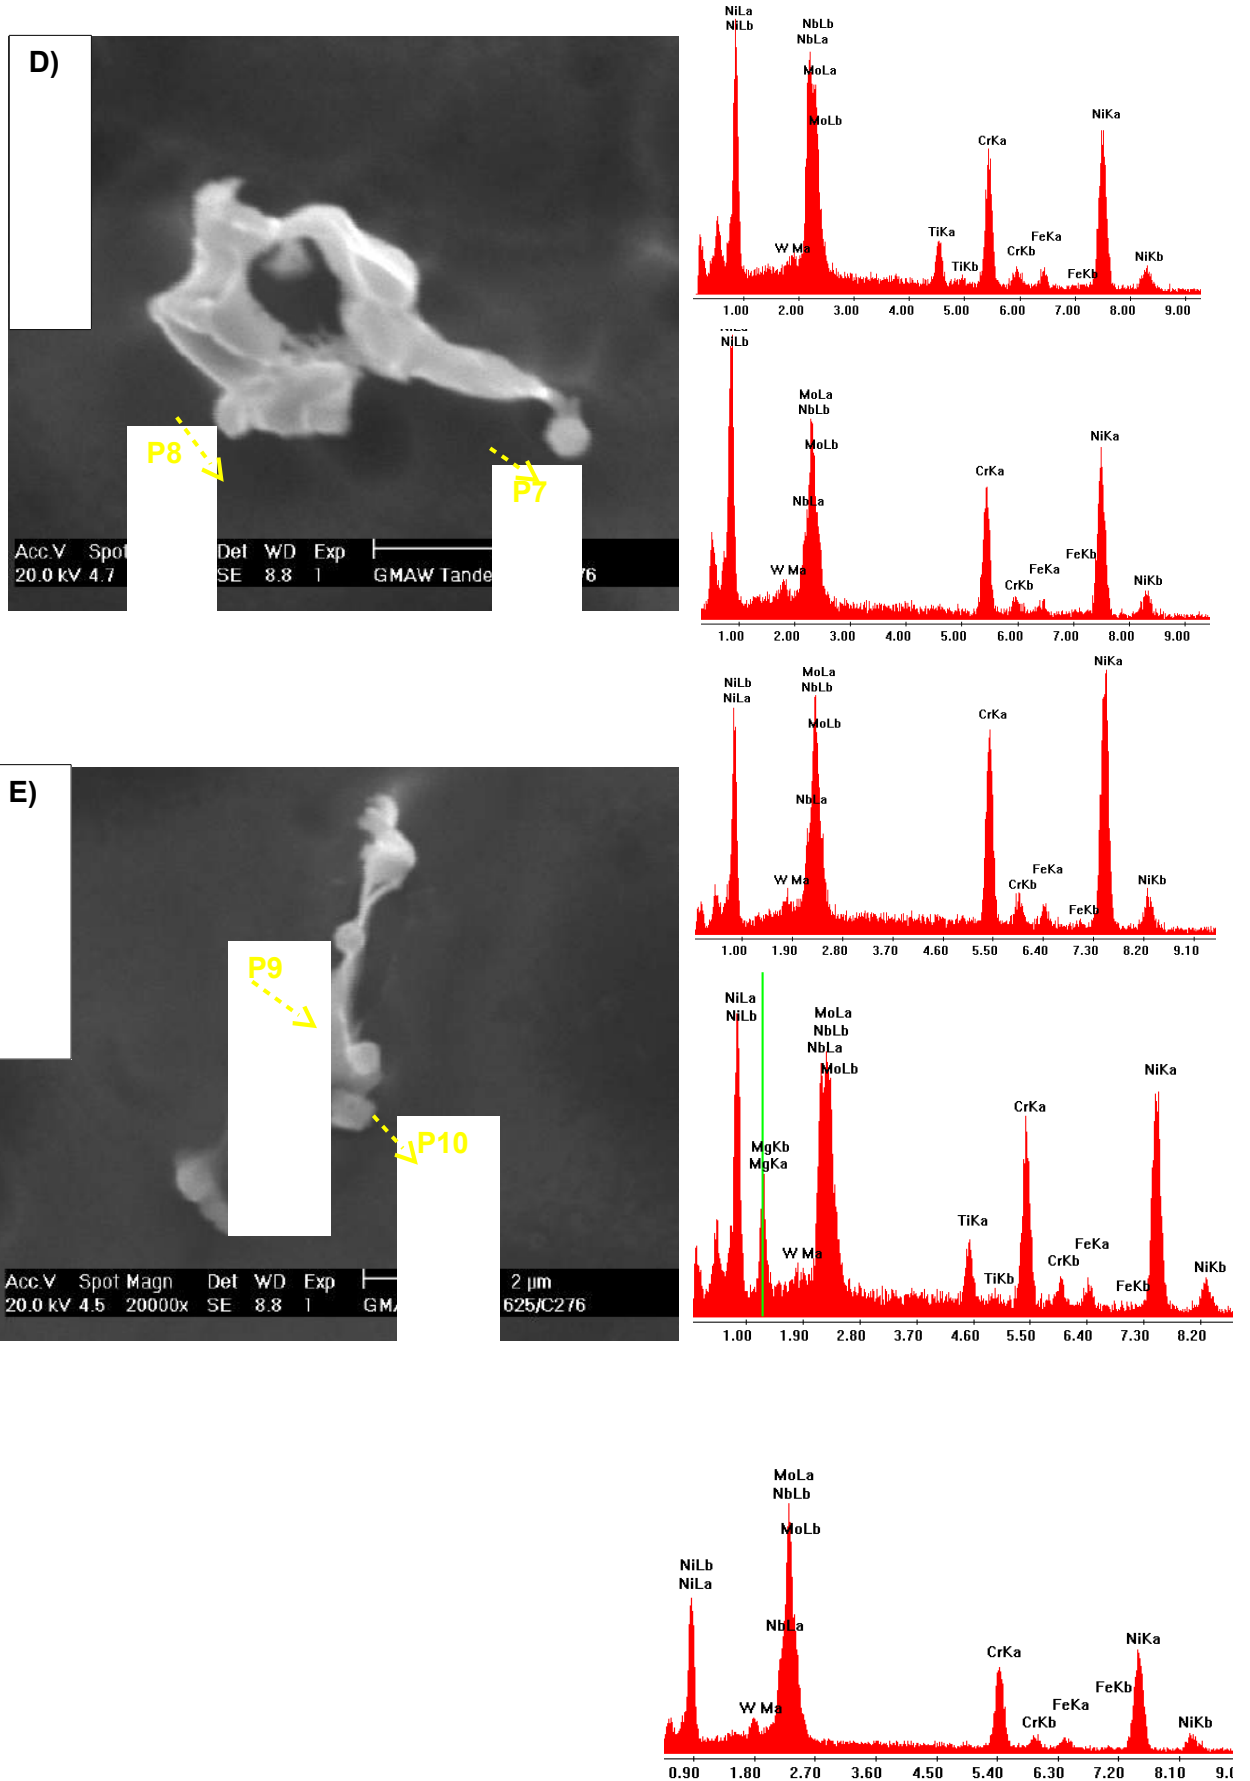 D)
P8
P7
Acc.V Spot Det WD Exp
20.0 kV 4.7 SE 8.8 1 GMAW Tande 76
NiLa
NiLb
NbLb
NbLa
MoLa
MoLb
W Ma
TiKa
TiKb
CrKa
CrKb
FeKa
FeKb
NiKa
NiKb
1.00 2.00 3.00 4.00 5.00 6.00 7.00 8.00 9.00
NiLb
MoLa
NbLb
MoLb
NbLa
W Ma
CrKa
CrKb
FeKa
FeKb
NiKa
NiKb
1.00 2.00 3.00 4.00 5.00 6.00 7.00 8.00 9.00
NiLb
NiLa
MoLa
NbLb
MoLb
NbLa
W Ma
CrKa
CrKb
FeKa
FeKb
NiKa
NiKb
1.00 1.90 2.80 3.70 4.60 5.50 6.40 7.30 8.20 9.10
E)
P9
P10
Acc.V Spot Magn Det WD Exp 2 µm
20.0 kV 4.5 20000x SE 8.8 1 GM 625/C276
NiLa
NiLb
MgKb
MgKa
MoLa
NbLb
NbLa
MoLb
W Ma
TiKa
TiKb
CrKa
CrKb
FeKa
FeKb
NiKa
NiKb
1.00 1.90 2.80 3.70 4.60 5.50 6.40 7.30 8.20
MoLa
NbLb
MoLb
NiLb
NiLa
NbLa
W Ma
CrKa
CrKb
FeKa
FeKb
NiKa
NiKb
0.90 1.80 2.70 3.60 4.50 5.40 6.30 7.20 8.10